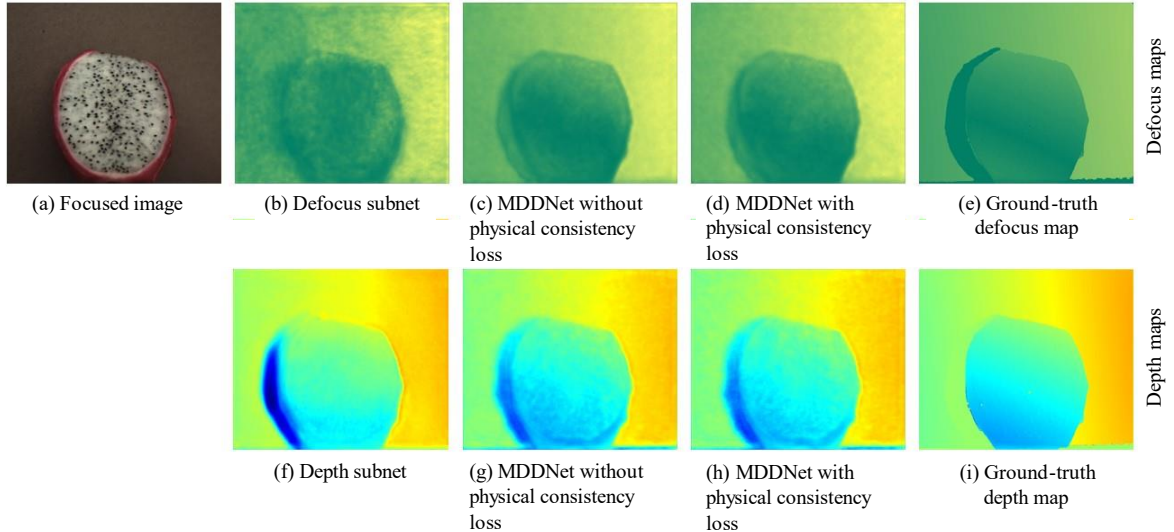 Defocus maps
(a) Focused image
(b) Defocus subnet
(c) MDDNet without
physical consistency
loss
(d) MDDNet with
physical consistency
loss
(e) Ground-truth
defocus map
Depth maps
(f) Depth subnet
(g) MDDNet without
physical consistency
loss
(h) MDDNet with
physical consistency
loss
(i) Ground-truth
depth map